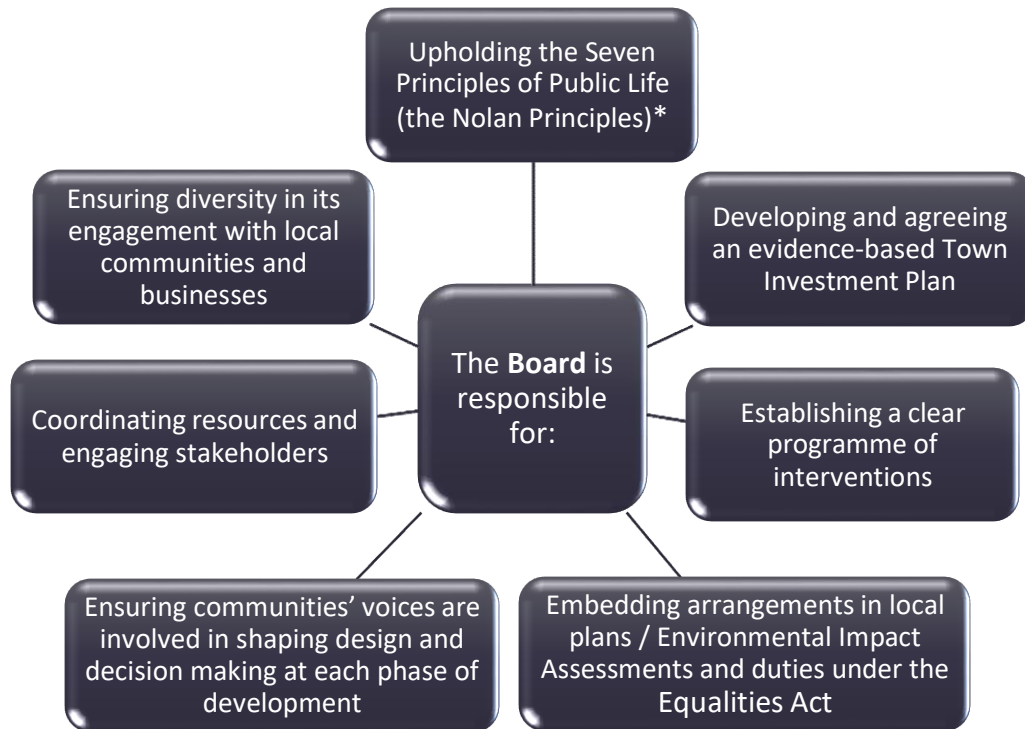 Upholding the Seven
Principles of Public Life
(the Nolan Principles)*
Ensuring diversity in its
engagement with local
communities and
businesses
Developing and agreeing
an evidence-based Town
Investment Plan
The Board is
responsible
for:
Coordinating resources and
engaging stakeholders
Establishing a clear
programme of
interventions
Ensuring communities’ voices are
involved in shaping design and
decision making at each phase of
development
Embedding arrangements in local
plans / Environmental Impact
Assessments and duties under the
Equalities Act